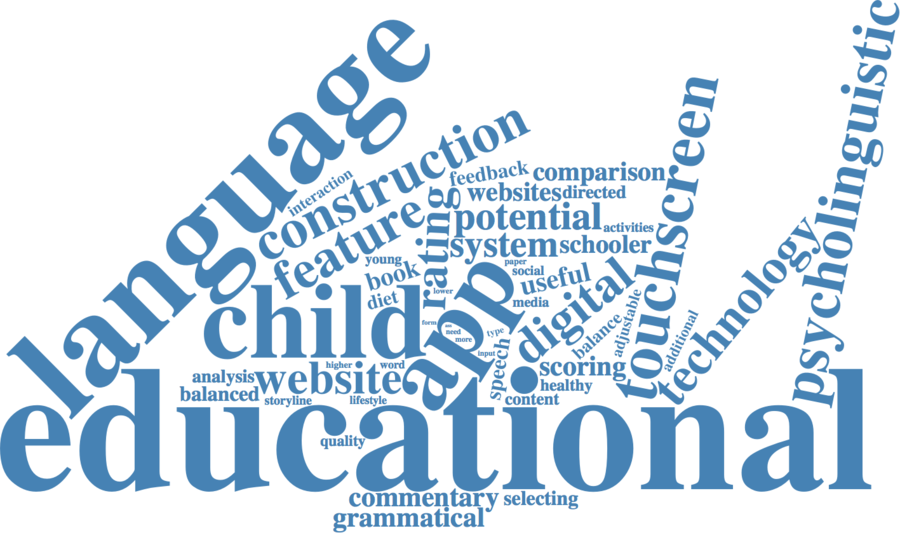 language
psycholinguistic
touchscreen
construction
feedback
comparison
interaction
websites
directed
feature
rating
potential
activities
system
schooler
technology
young
book
paper
social
useful
digital
diet
lower
media
child
app
form
need
more
type
input
speech
balance
adjustable
additional
higher
word
scoring
analysis
website
healthy
balanced
storyline
lifestyle
content
educational
quality
commentary
selecting
grammatical